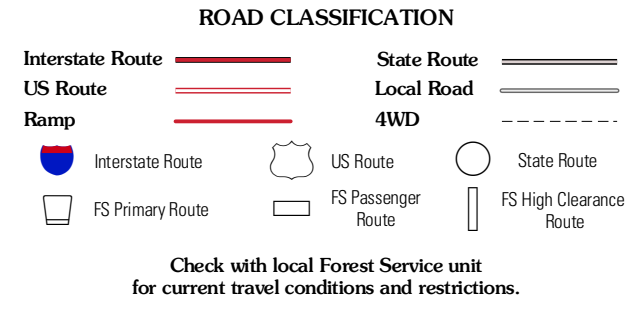 ROAD CLASSIFICATION
Interstate Route
State Route
US Route
Local Road
Ramp
4WD
Interstate Route
US Route
State Route
FS Primary Route
FS Passenger
Route
FS High Clearance
Route
Check with local Forest Service unit
for current travel conditions and restrictions.